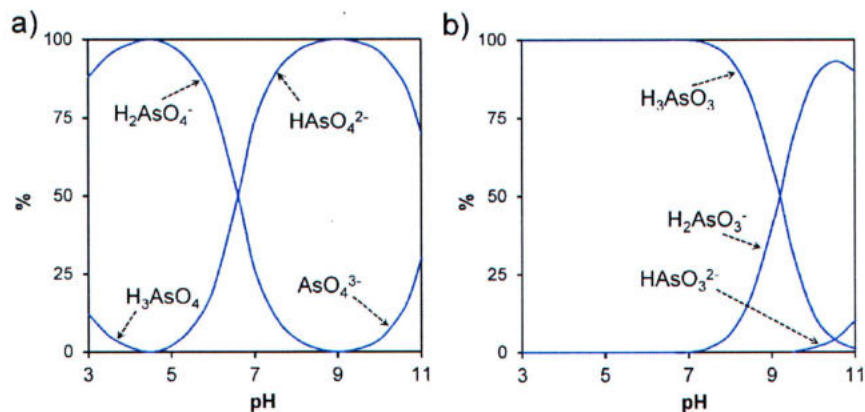 a)
%
100
75
50
25
0
H₂AsO₄⁻
HAsO₄²⁻
H₃AsO₄
AsO₄³⁻
3 5 7 9 11
pH
b)
%
100
75
50
25
0
H₃AsO₃
H₂AsO₃⁻
HAsO₃²⁻
3 5 7 9 11
pH